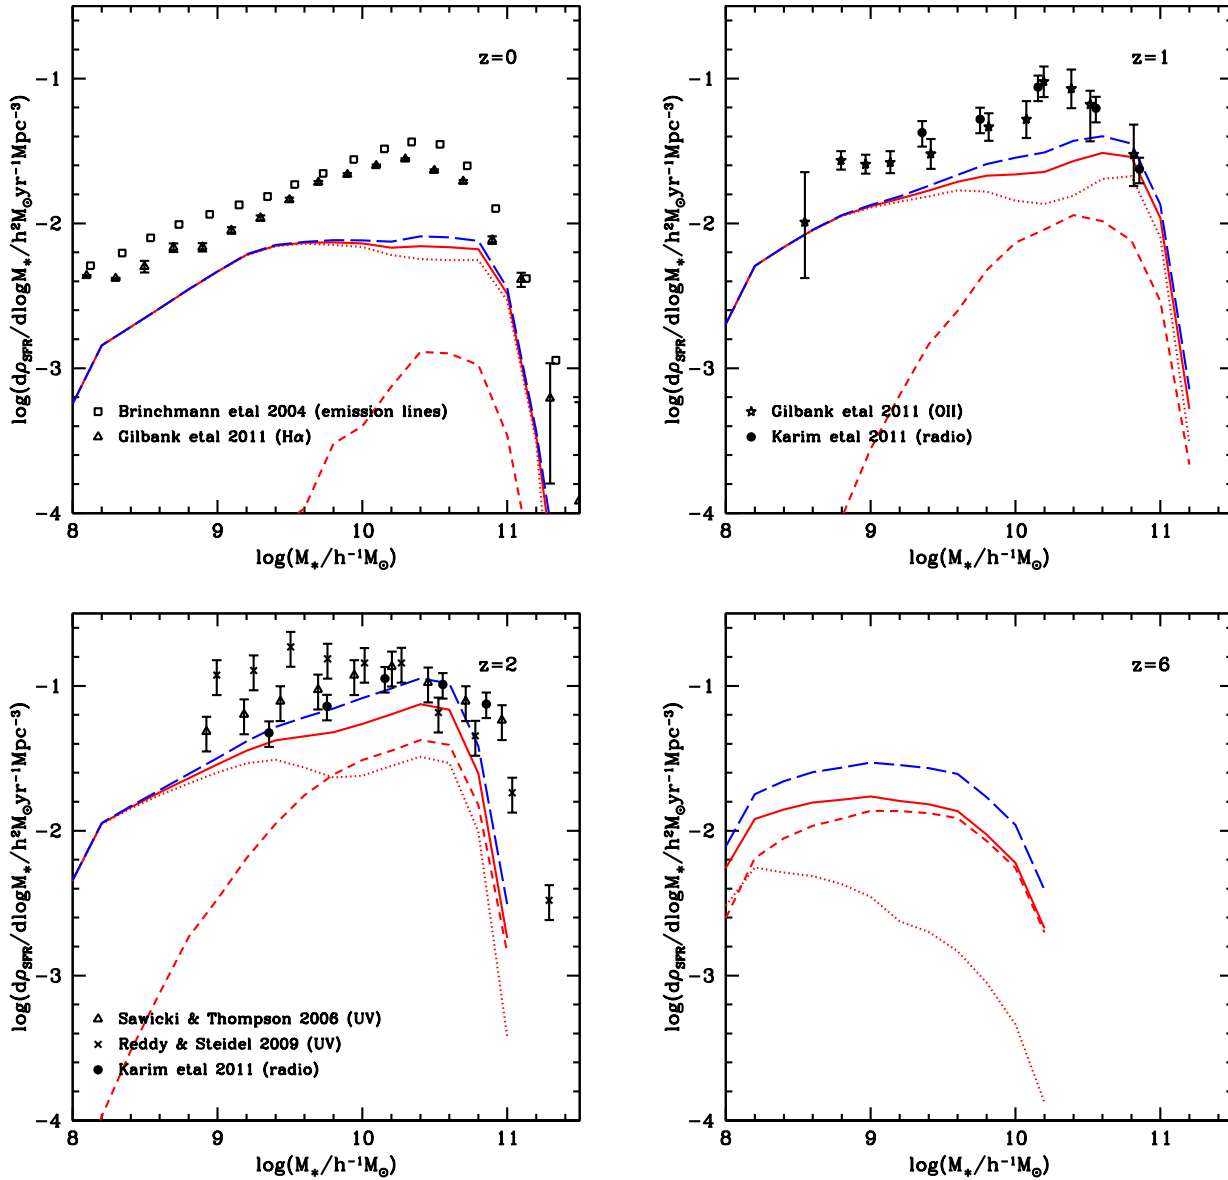 z=0
−1
−2
−3
−4
log(dρSFR/dlogM*/h²M⊙yr⁻¹Mpc⁻³)
Brinchmann etal 2004 (emission lines)
Gilbank etal 2011 (Hα)
8 9 10 11
log(M*/h⁻¹M⊙)
z=1
−1
−2
−3
−4
log(dρSFR/dlogM*/h²M⊙yr⁻¹Mpc⁻³)
Gilbank etal 2011 (OII)
Karim etal 2011 (radio)
8 9 10 11
log(M*/h⁻¹M⊙)
z=2
−1
−2
−3
−4
log(dρSFR/dlogM*/h²M⊙yr⁻¹Mpc⁻³)
Sawicki & Thompson 2006 (UV)
Reddy & Steidel 2009 (UV)
Karim etal 2011 (radio)
8 9 10 11
log(M*/h⁻¹M⊙)
z=6
−1
−2
−3
−4
log(dρSFR/dlogM*/h²M⊙yr⁻¹Mpc⁻³)
8 9 10 11
log(M*/h⁻¹M⊙)